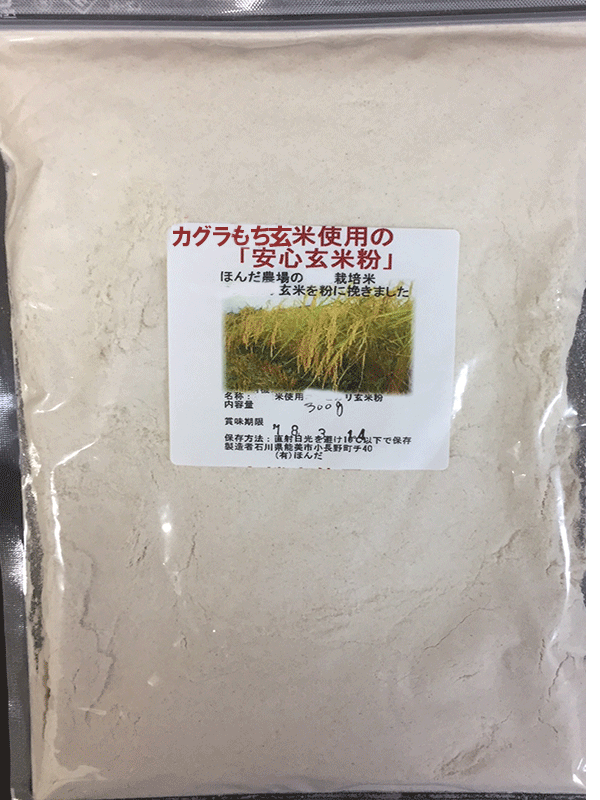 カグラもち玄米使用の
「安心玄米粉」
ほんだ農場の 栽培米
玄米を粉に挽きました
名称: 米使用 リ玄米粉
内容量 300g
賞味期限 18.3.14
保存方法:直射日光を避け15℃以下で保存
製造者石川県能美市小長野町チ40
(有)ほんだ